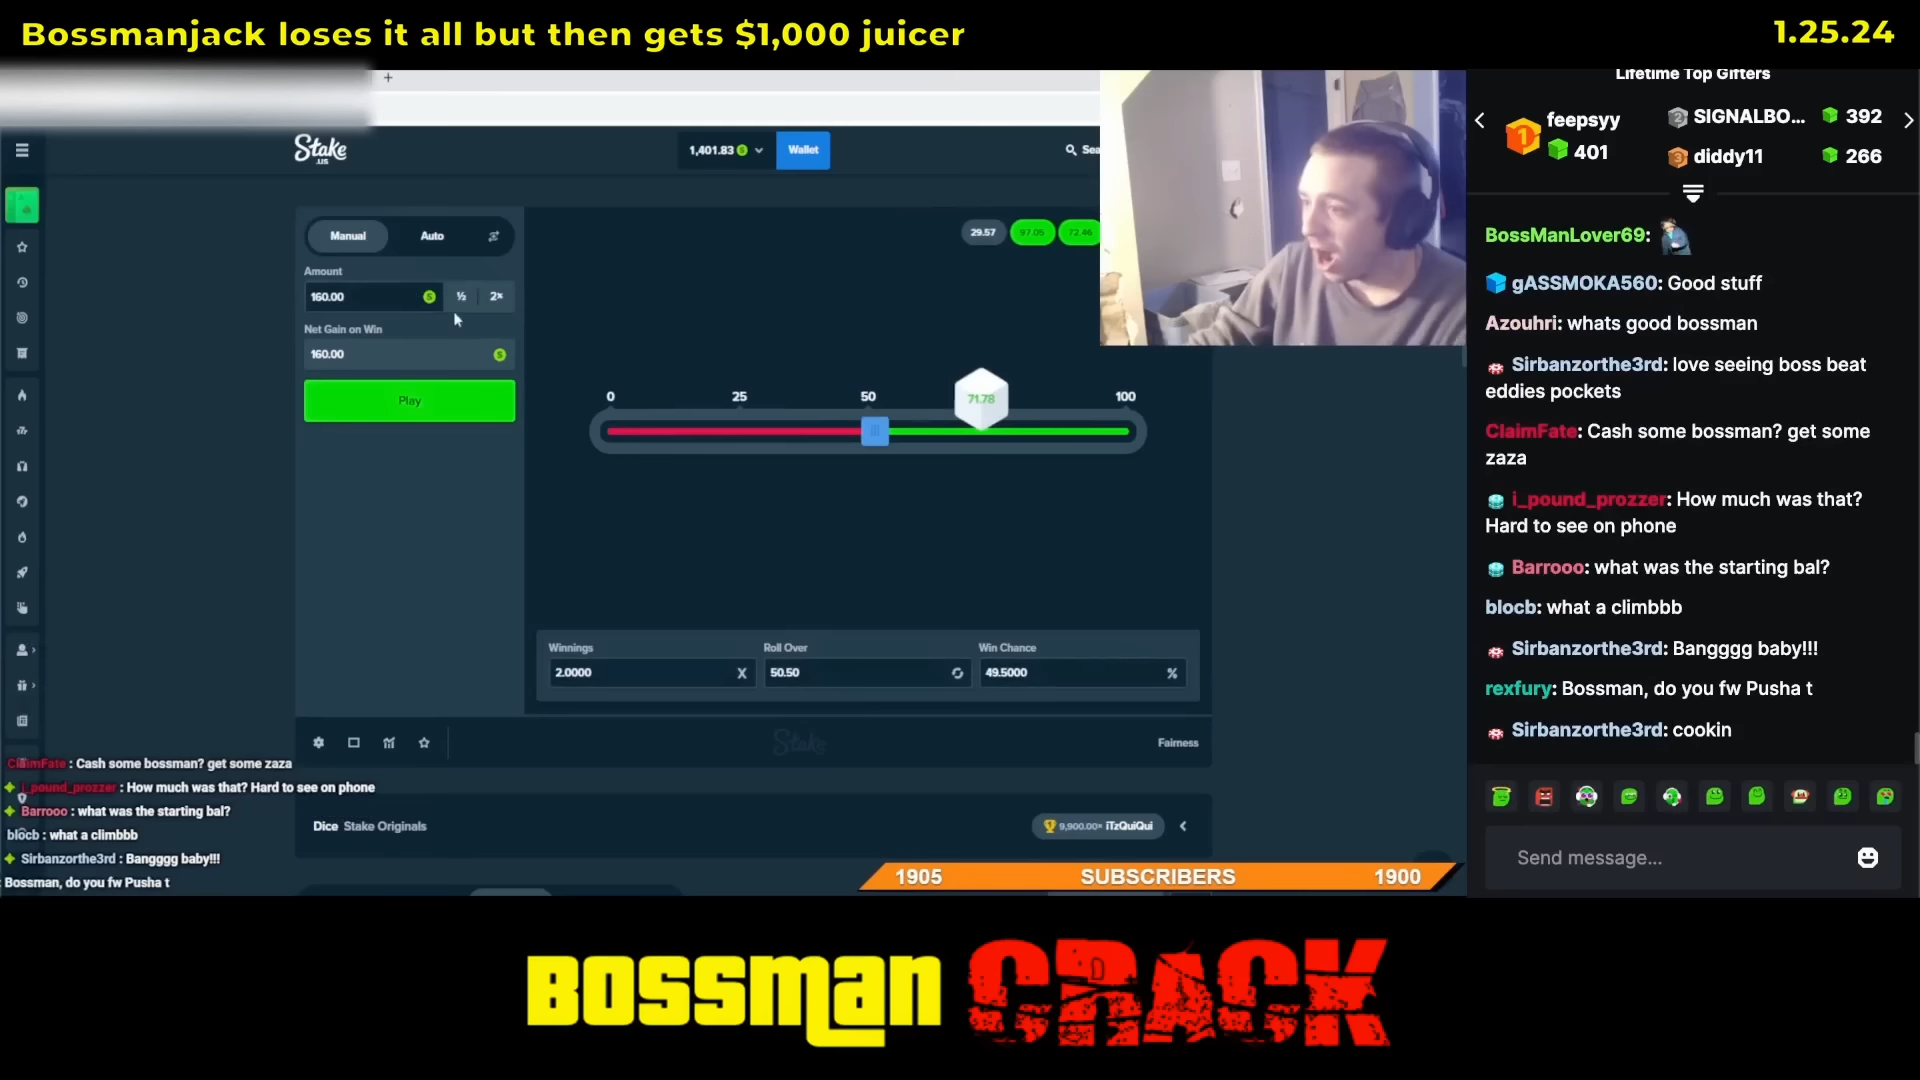 Bossmanjack loses it all but then gets $1,000 juicer
1.25.24
Lifetime Top Gifters
feepsyy
401
SIGNALBO... 392
diddy11 266
Stake
.US
1,401.83
Wallet
Sea
Manual
Auto
Amount
160.00
½
2×
Net Gain on Win
160.00
Play
29.57
97.05
72.46
0
25
50
100
71.78
Winnings
Roll Over
Win Chance
2.0000
50.50
49.5000
%
Stake
Fairness
Dice Stake Originals
9,900.00× iTzQuiQui
BossManLover69:
gASSMOKA560: Good stuff
Azouhri: whats good bossman
Sirbanzorthe3rd: love seeing boss beat
eddies pockets
ClaimFate: Cash some bossman? get some
zaza
i_pound_prozzer: How much was that?
Hard to see on phone
Barrooo: what was the starting bal?
blocb: what a climbbb
Sirbanzorthe3rd: Bangggg baby!!!
rexfury: Bossman, do you fw Pusha t
Sirbanzorthe3rd: cookin
Send message...
ClaimFate : Cash some bossman? get some zaza
i_pound_prozzer : How much was that? Hard to see on phone
Barrooo : what was the starting bal?
blocb : what a climbbb
Sirbanzorthe3rd : Bangggg baby!!!
: Bossman, do you fw Pusha t
1905
SUBSCRIBERS
1900
BOSSMAN CRACK